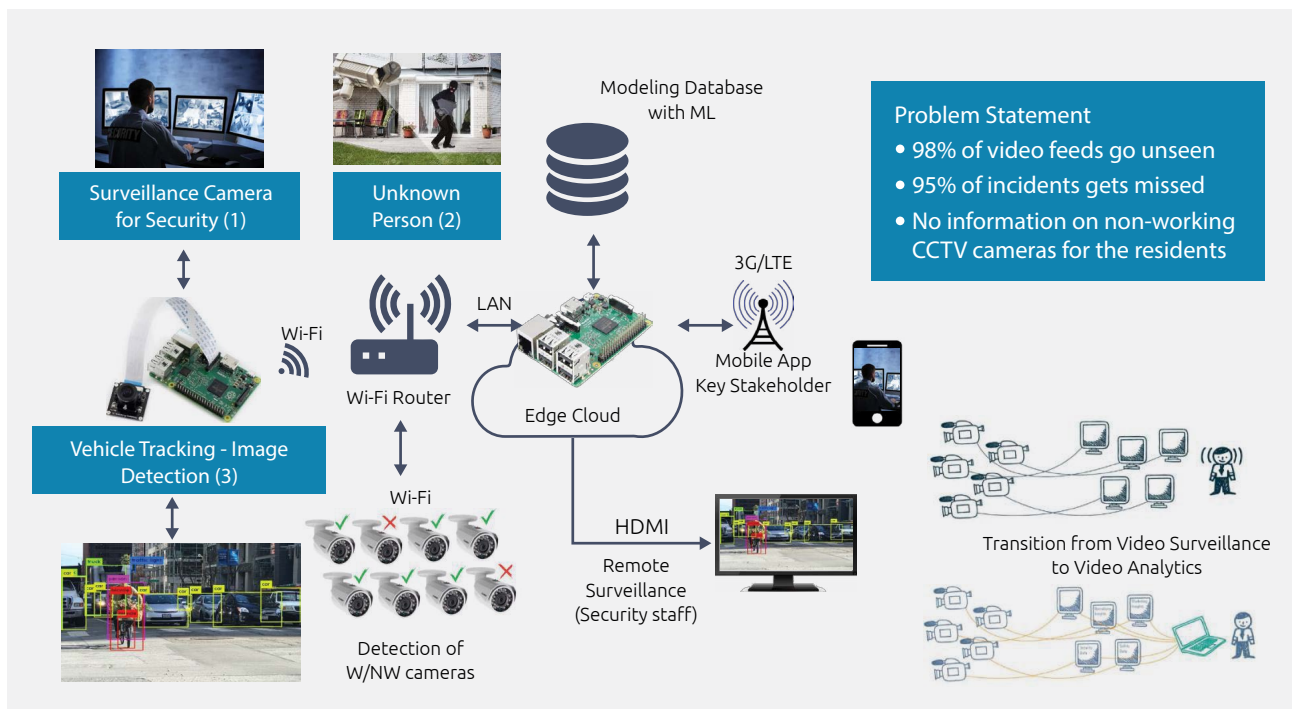 Modeling Database
with ML
Problem Statement
• 98% of video feeds go unseen
• 95% of incidents gets missed
• No information on non-working
CCTV cameras for the residents
SECURITY
Surveillance Camera
for Security (1)
Unknown
Person (2)
3G/LTE
LAN
Wi-Fi
Mobile App
Key Stakeholder
Wi-Fi Router
Edge Cloud
Vehicle Tracking - Image
Detection (3)
Wi-Fi
HDMI
Remote
Surveillance
(Security staff)
Transition from Video Surveillance
to Video Analytics
Detection of
W/NW cameras